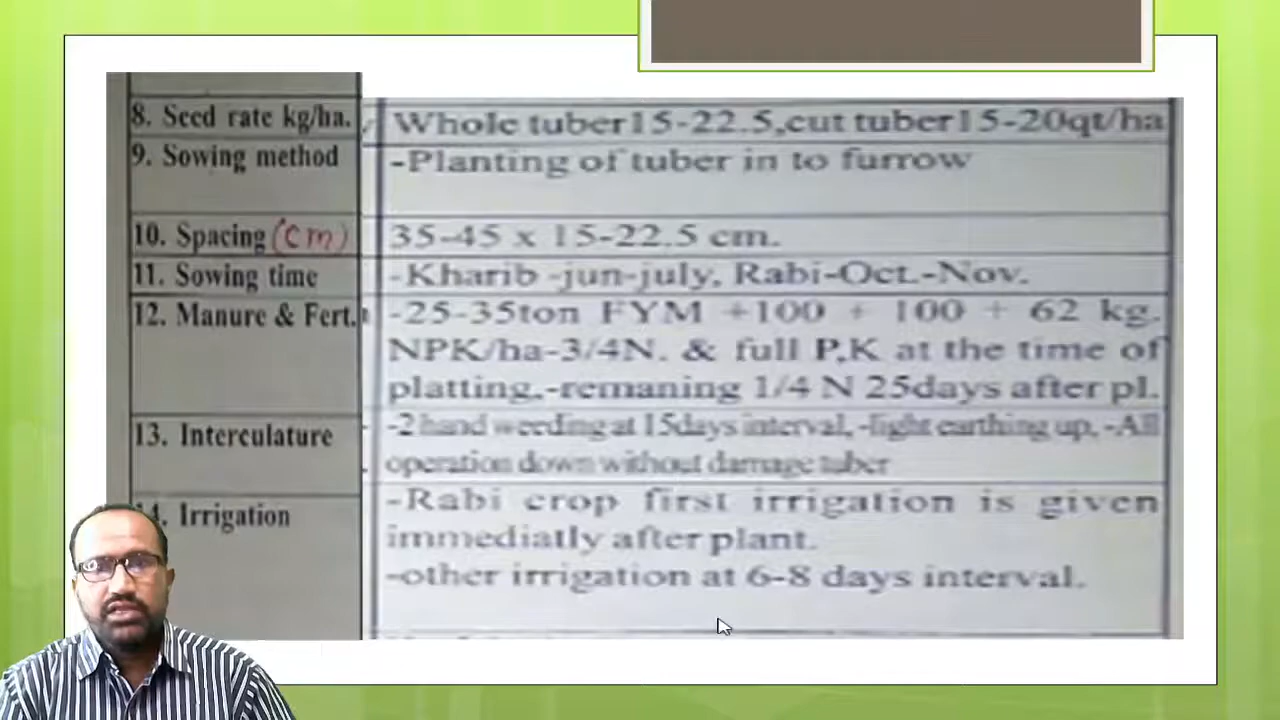 8. Seed rate kg/ha. Whole tuber15-22.5,cut tuber15-20qt/ha
9. Sowing method -Planting of tuber in to furrow
10. Spacing (cm) 35-45 x 15-22.5 cm.
11. Sowing time -Kharib -jun-july, Rabi-Oct.-Nov.
12. Manure & Fert. -25-35ton FYM +100 + 100 + 62 kg.
NPK/ha-3/4N. & full P,K at the time of
platting,-remaning 1/4 N 25days after pl.
13. Interculature -2 hand weeding at 15days interval, -light earthing up, -All
operation down without damage tuber
14. Irrigation -Rabi crop first irrigation is given
immediatly after plant.
-other irrigation at 6-8 days interval.